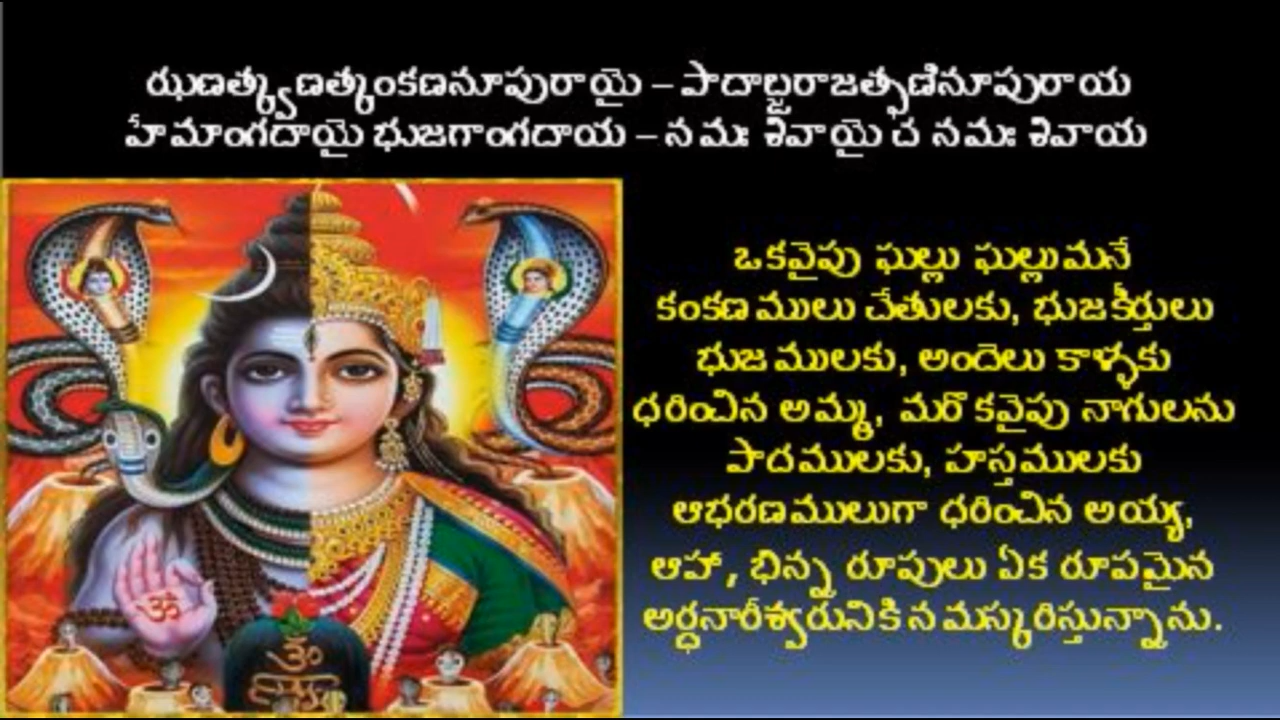 ఝణత్క్వణత్కంకణనూపురాయై – పాదాబ్జరాజత్ఫణినూపురాయ
హేమాంగదాయై భుజగాంగదాయ – నమః శివాయై చ నమః శివాయ
ఒకవైపు ఘల్లు ఘల్లుమనే
కంకణములు చేతులకు, భుజకీర్తులు
భుజములకు, అందెలు కాళ్ళకు
ధరించిన అమ్మ, మరొకవైపు నాగులను
పాదములకు, హస్తములకు
ఆభరణములుగా ధరించిన అయ్య,
ఆహా, భిన్న రూపులు ఏక రూపమైన
అర్ధనారీశ్వరునికి నమస్కరిస్తున్నాను.
ॐ